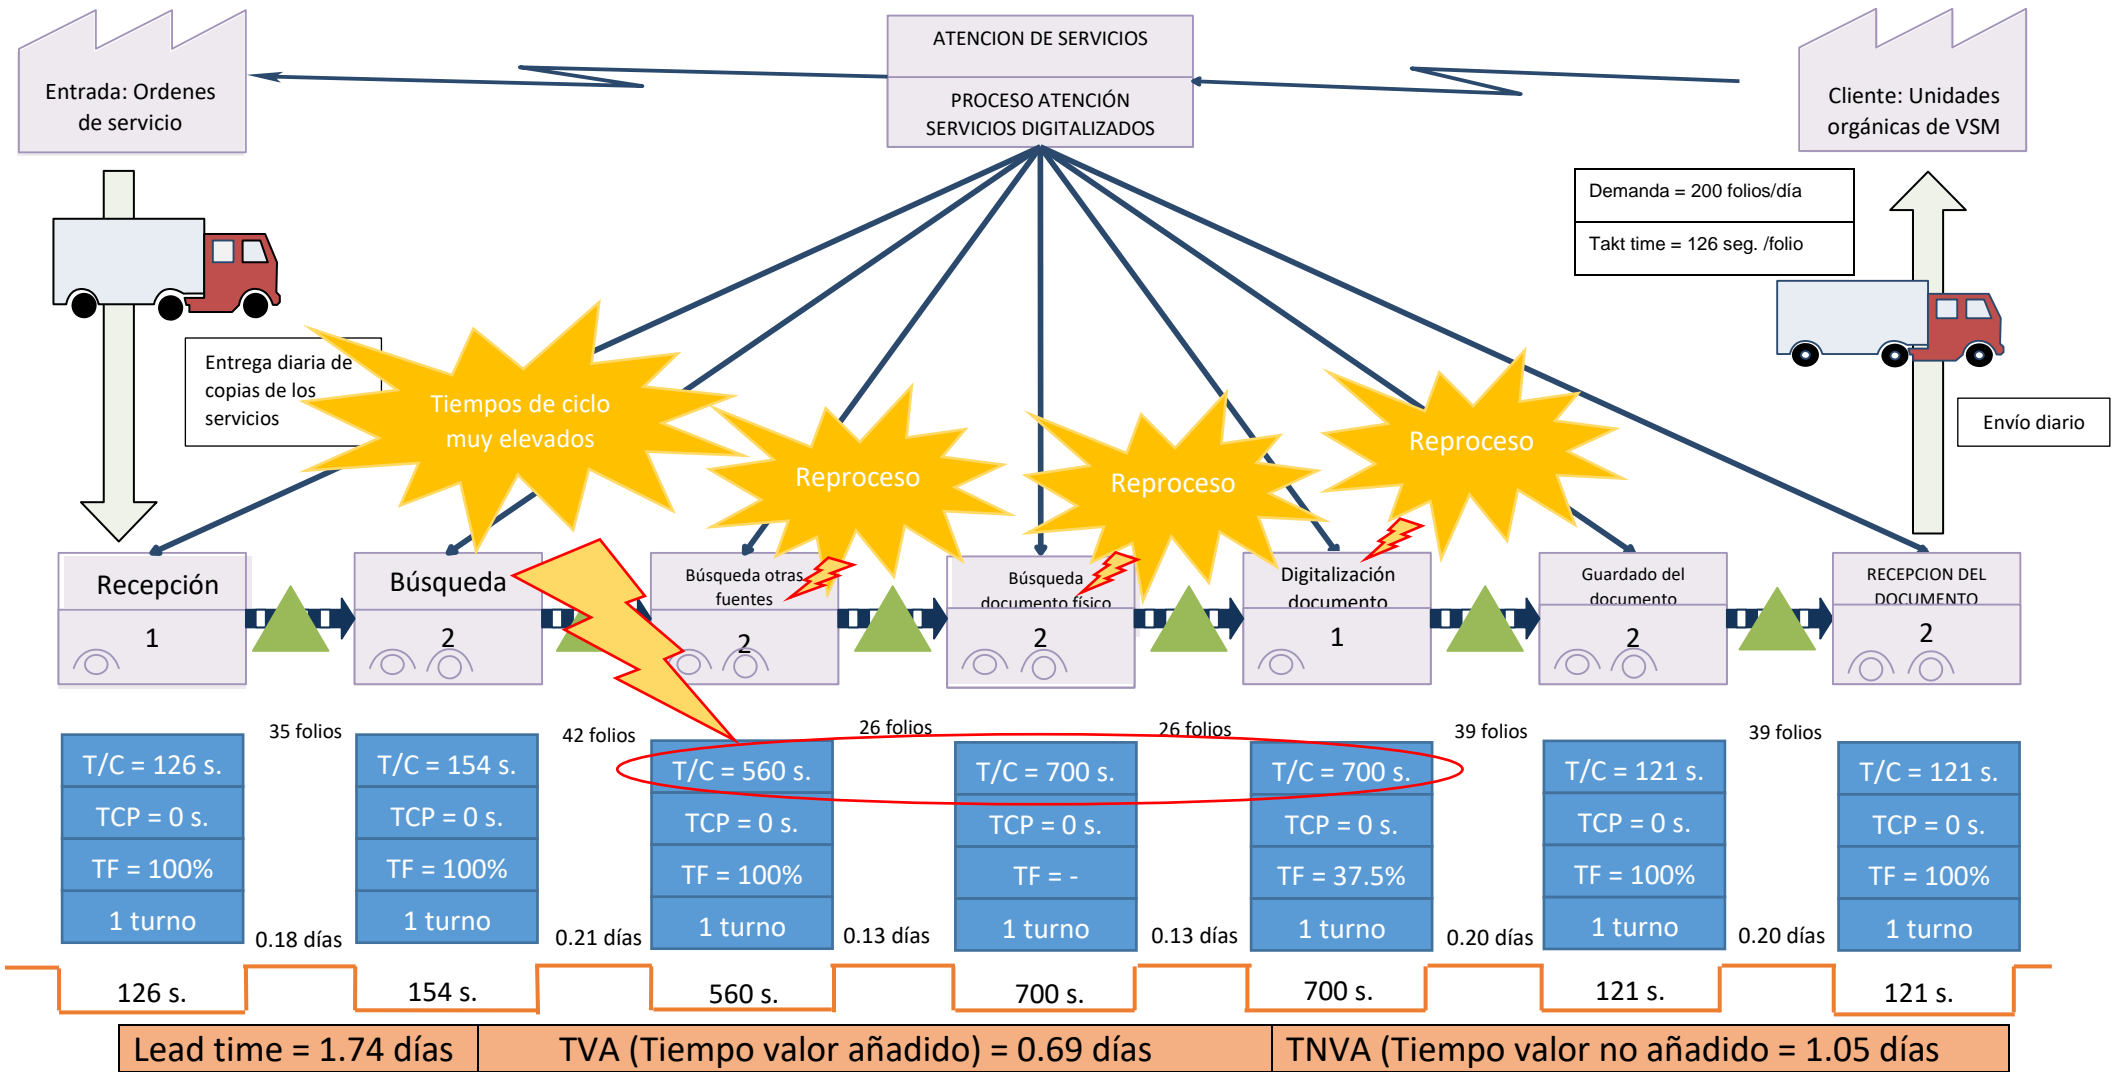 ATENCION DE SERVICIOS
PROCESO ATENCIÓN
SERVICIOS DIGITALIZADOS
Entrada: Ordenes
de servicio
Cliente: Unidades
orgánicas de VSM
Demanda = 200 folios/día
Takt time = 126 seg. /folio
Entrega diaria de
copias de los
servicios
Envío diario
Tiempos de ciclo
muy elevados
Reproceso
Reproceso
Reproceso
Recepción
1
Búsqueda
2
Búsqueda otras
fuentes
2
Búsqueda
documento físico
2
Digitalización
documento
1
Guardado del
documento
2
RECEPCION DEL
DOCUMENTO
2
35 folios
42 folios
26 folios
26 folios
39 folios
39 folios
T/C = 126 s.
TCP = 0 s.
TF = 100%
1 turno
T/C = 154 s.
TCP = 0 s.
TF = 100%
1 turno
T/C = 560 s.
TCP = 0 s.
TF = 100%
1 turno
T/C = 700 s.
TCP = 0 s.
TF = -
1 turno
T/C = 700 s.
TCP = 0 s.
TF = 37.5%
1 turno
T/C = 121 s.
TCP = 0 s.
TF = 100%
1 turno
T/C = 121 s.
TCP = 0 s.
TF = 100%
1 turno
0.18 días
0.21 días
0.13 días
0.13 días
0.20 días
0.20 días
126 s.
154 s.
560 s.
700 s.
700 s.
121 s.
121 s.
Lead time = 1.74 días
TVA (Tiempo valor añadido) = 0.69 días
TNVA (Tiempo valor no añadido = 1.05 días